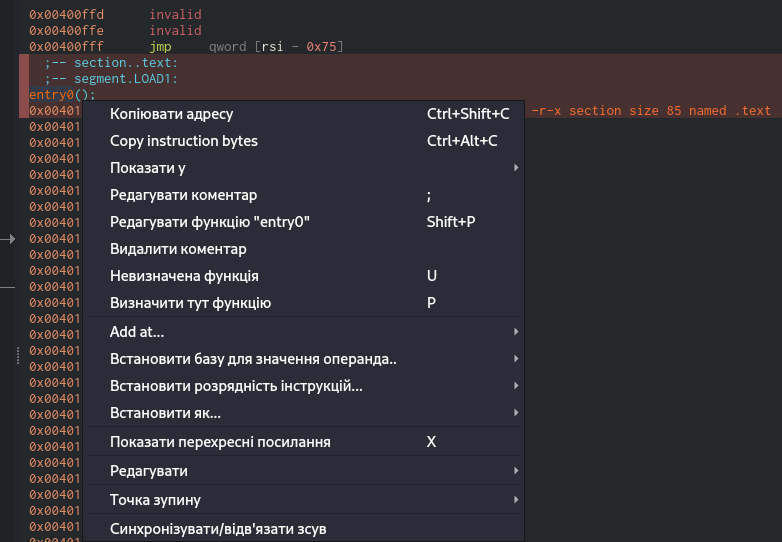 0x00400ffd invalid
0x00400ffe invalid
0x00400fff jmp qword [rsi - 0x75]
;-- section..text:
;-- segment.LOAD1:
entry0();
0x00401 -r-x section size 85 named .text
0x00401 Копіювати адресу Ctrl+Shift+C
0x00401 Copy instruction bytes Ctrl+Alt+C
0x00401 Показати у
0x00401
0x00401 Редагувати коментар ;
0x00401
0x00401 Редагувати функцію "entry0" Shift+P
0x00401
0x00401 Видалити коментар
0x00401 Невизначена функція U
0x00401
0x00401 Визначити тут функцію P
0x00401
0x00401 Add at...
0x00401
0x00401 Встановити базу для значення операнда..
0x00401
0x00401 Встановити розрядність інструкцій...
0x00401 Встановити як...
0x00401
0x00401 Показати перехресні посилання X
0x00401
0x00401 Редагувати
0x00401
0x00401 Точка зупину
0x00401
0x00401 Синхронізувати/відв'язати зсув